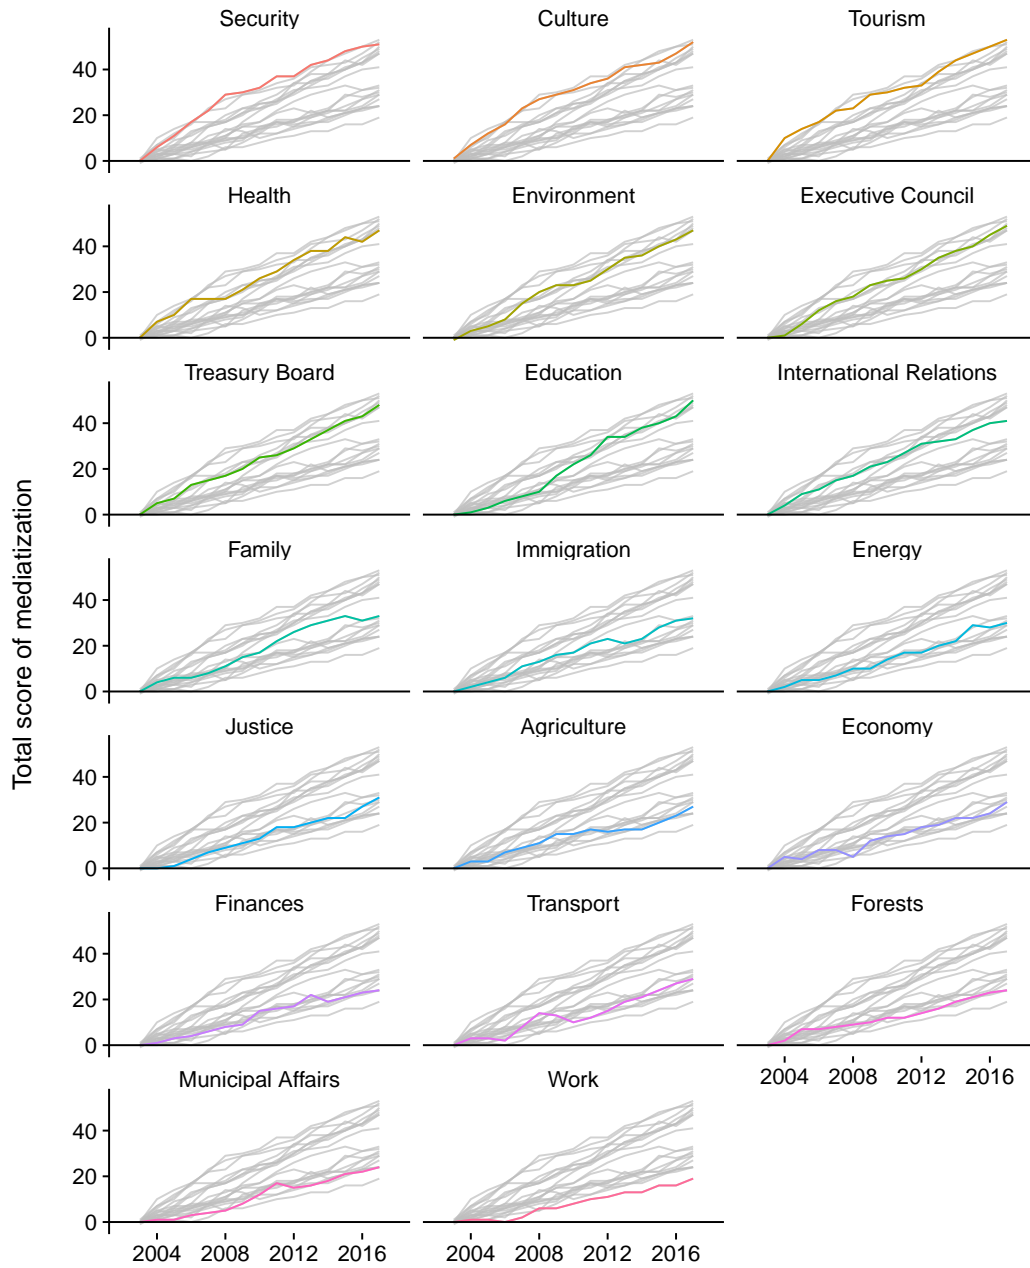 Security Culture Tourism
40
20
0
Health Environment Executive Council
40
20
0
Treasury Board Education International Relations
40
20
0
Family Immigration Energy
40
20
0
Justice Agriculture Economy
40
20
0
Finances Transport Forests
40
20
0
2004 2008 2012 2016
Municipal Affairs Work
40
20
0
2004 2008 2012 2016 2004 2008 2012 2016
Total score of mediatization